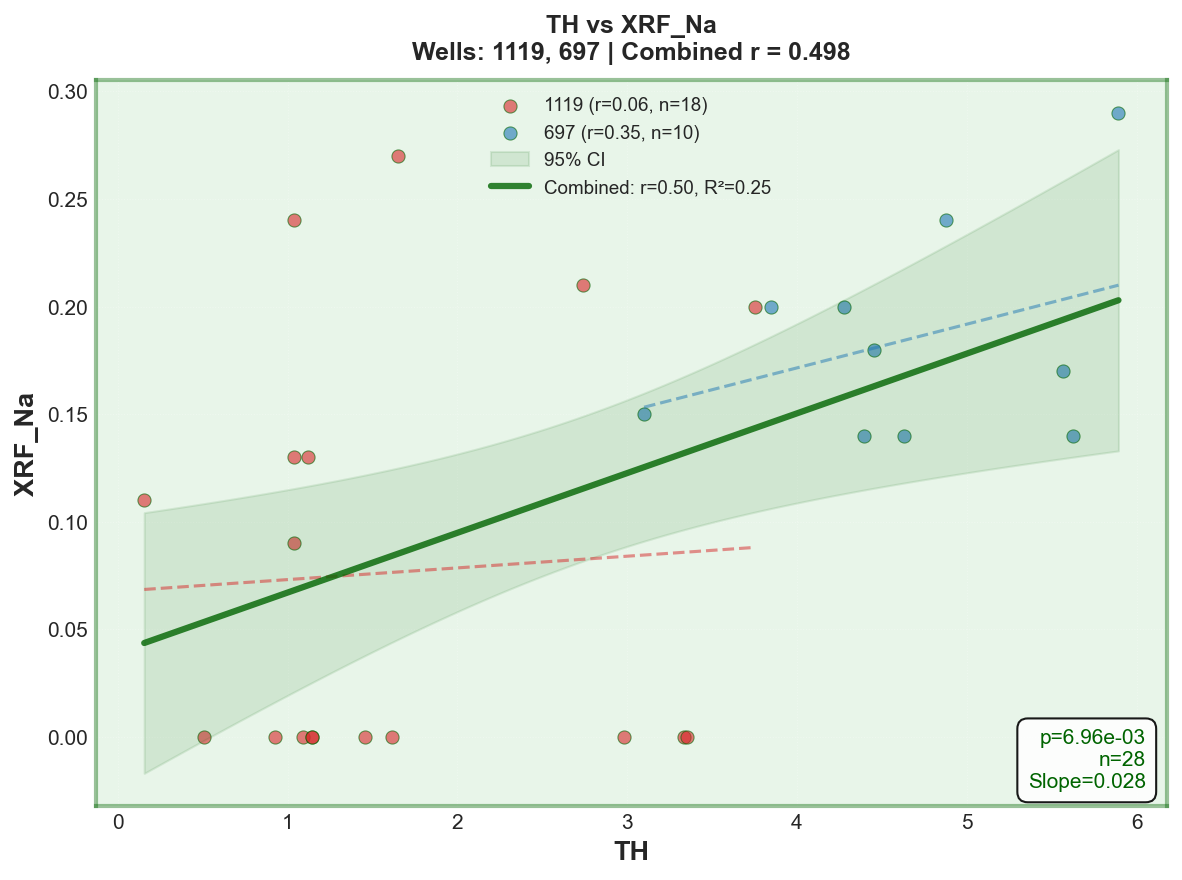 TH vs XRF_Na
Wells: 1119, 697 | Combined r = 0.498
1119 (r=0.06, n=18)
697 (r=0.35, n=10)
95% CI
Combined: r=0.50, R²=0.25
XRF_Na
0.30
0.25
0.20
0.15
0.10
0.05
0.00
p=6.96e-03
n=28
Slope=0.028
0 1 2 3 4 5 6
TH